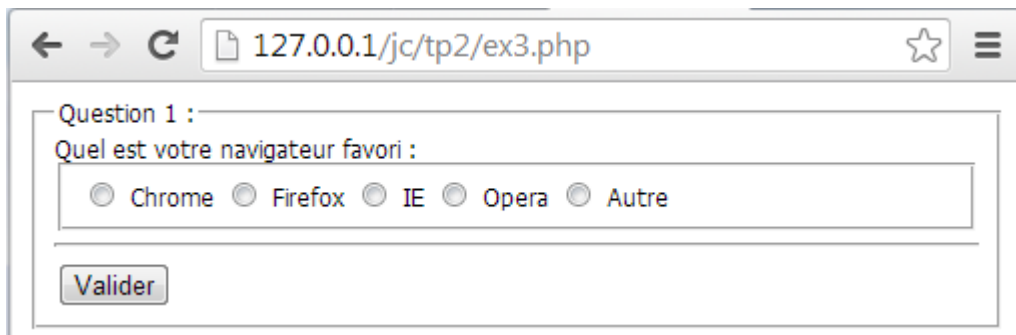 127.0.0.1/jc/tp2/ex3.php
Question 1 :
Quel est votre navigateur favori :
Chrome Firefox IE Opera Autre
Valider